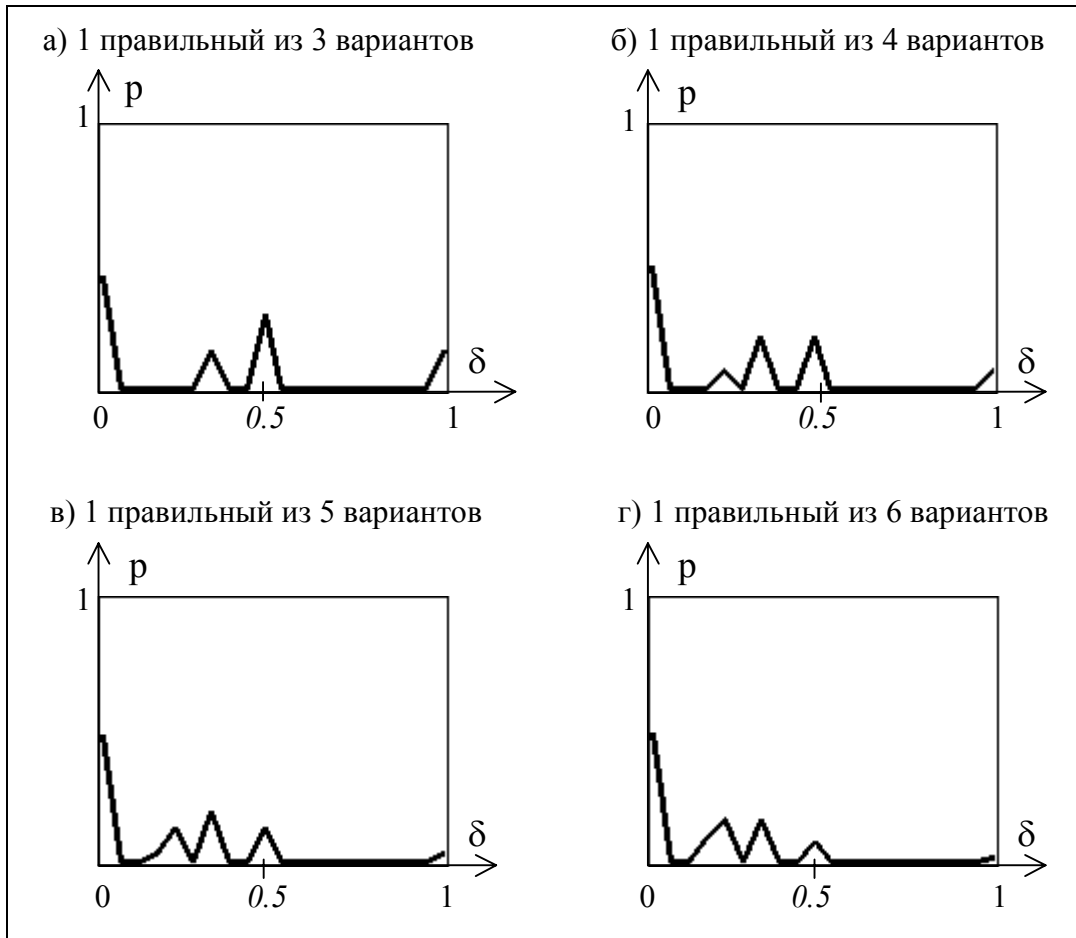 а) 1 правильный из 3 вариантов
p
1
δ
0
0.5
1
б) 1 правильный из 4 вариантов
p
1
δ
0
0.5
1
в) 1 правильный из 5 вариантов
p
1
δ
0
0.5
1
г) 1 правильный из 6 вариантов
p
1
δ
0
0.5
1